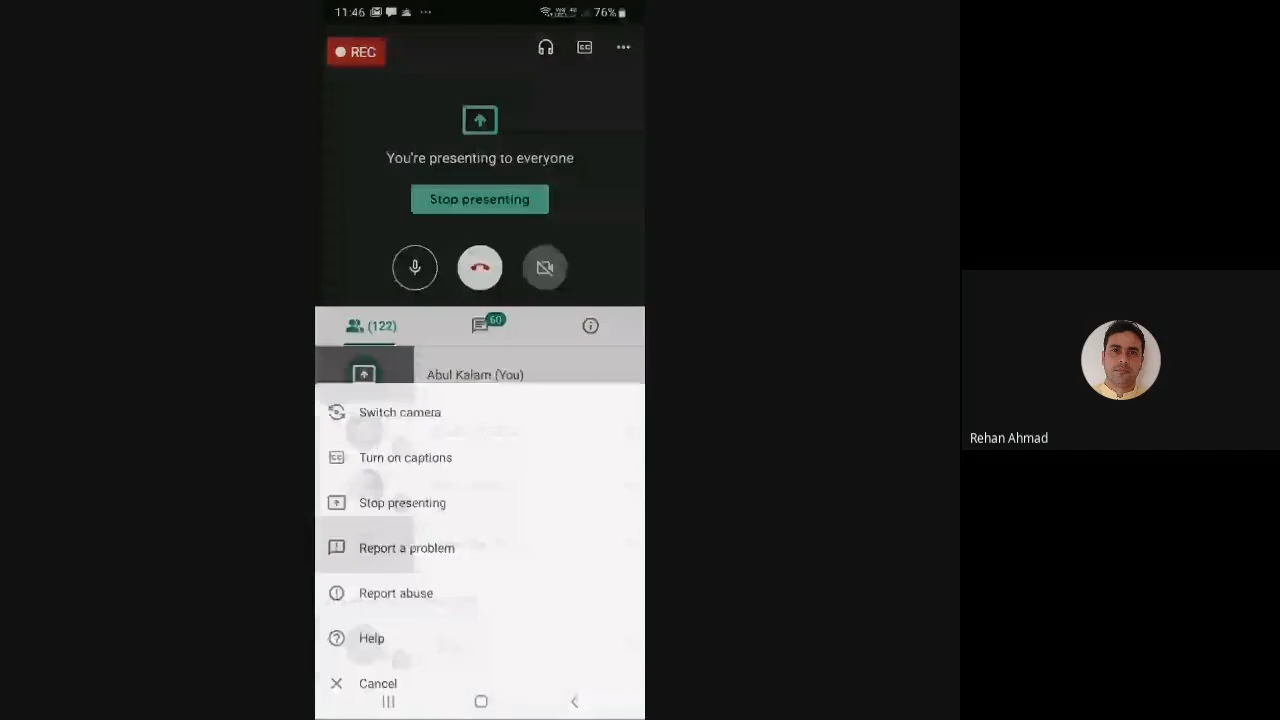 11:46 76%
REC
You're presenting to everyone
Stop presenting
(122) 60
Abul Kalam (You)
Switch camera
Turn on captions
Stop presenting
Report a problem
Report abuse
Help
Cancel
Rehan Ahmad